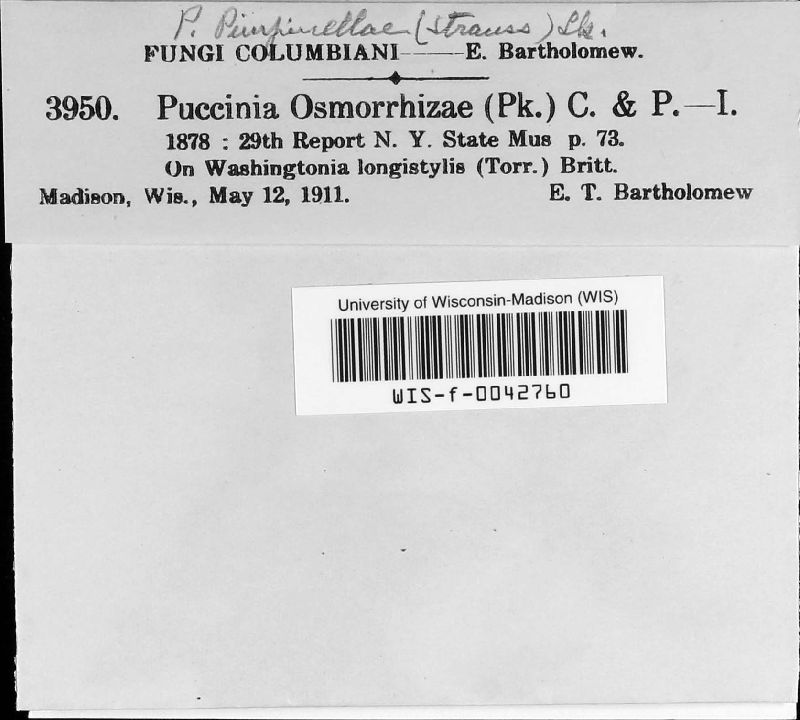 P. Pimpinellae (Strauss) Lk.
FUNGI COLUMBIANI——E. Bartholomew.
3950. Puccinia Osmorrhizae (Pk.) C. & P.—I.
1878 : 29th Report N. Y. State Mus p. 73.
On Washingtonia longistylis (Torr.) Britt.
Madison, Wis., May 12, 1911. E. T. Bartholomew
University of Wisconsin-Madison (WIS)
WIS-f-0042760